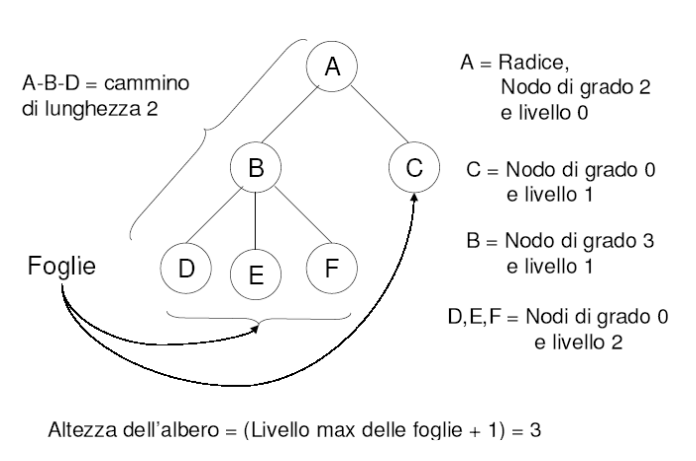 A-B-D = cammino
di lunghezza 2
A
A = Radice,
Nodo di grado 2
e livello 0
B
C
C = Nodo di grado 0
e livello 1
B = Nodo di grado 3
e livello 1
Foglie
D
E
F
D,E,F = Nodi di grado 0
e livello 2
Altezza dell'albero = (Livello max delle foglie + 1) = 3